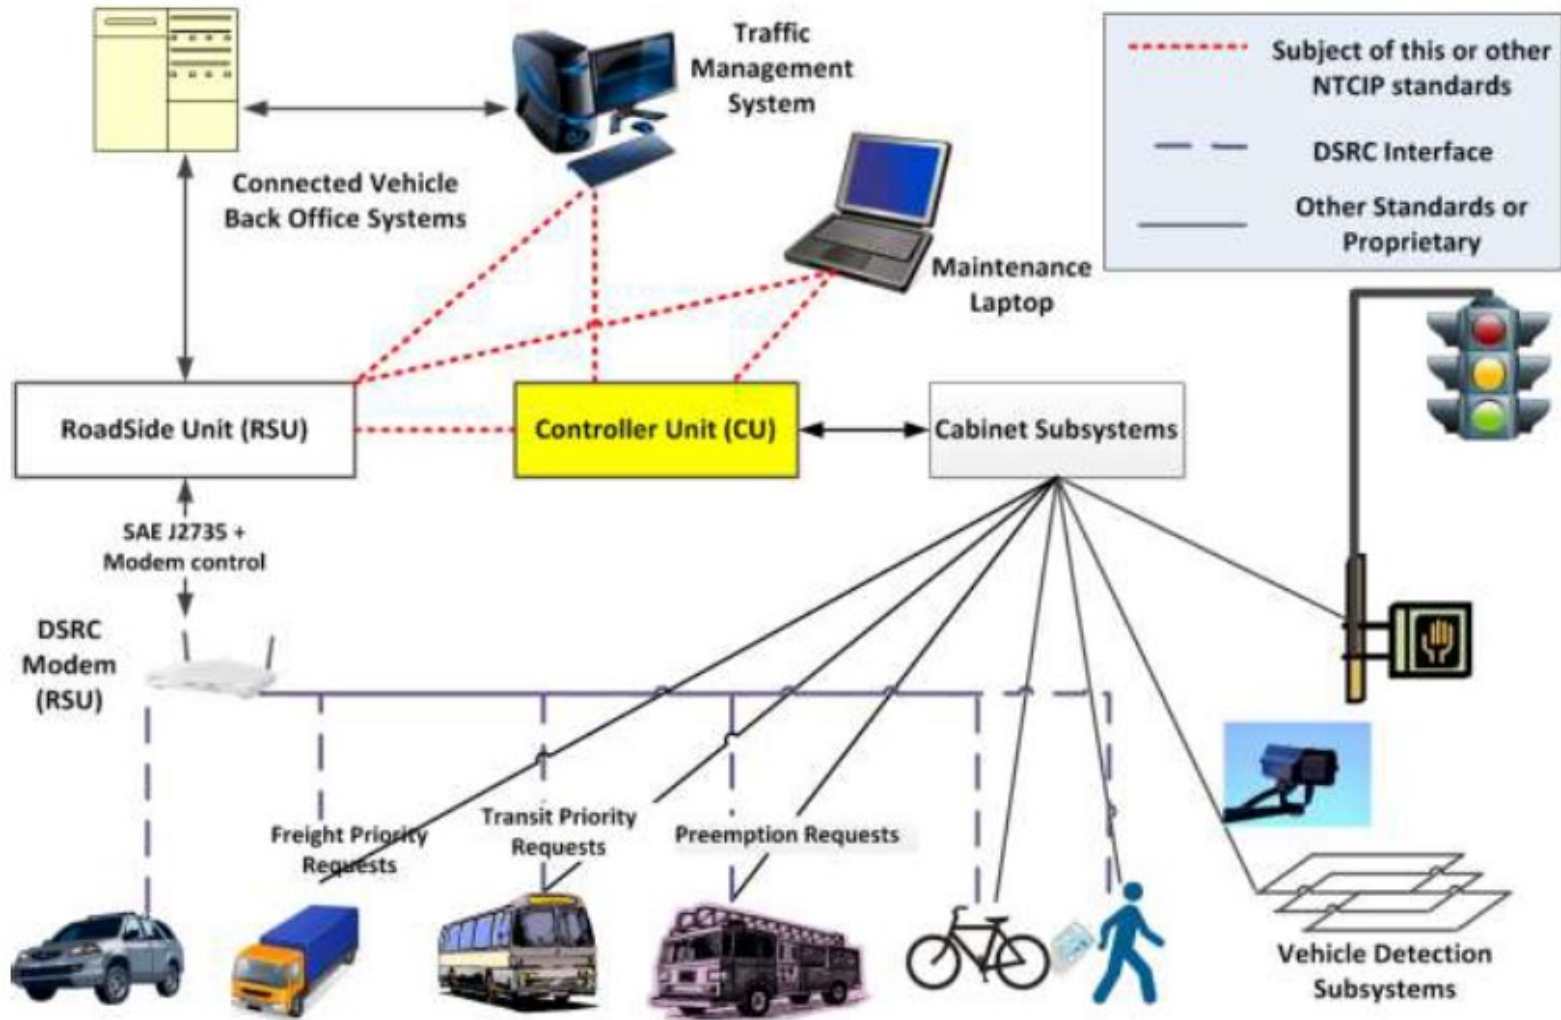 Traffic
Management
System
Subject of this or other
NTCIP standards
DSRC Interface
Other Standards or
Proprietary
Connected Vehicle
Back Office Systems
Maintenance
Laptop
RoadSide Unit (RSU)
Controller Unit (CU)
Cabinet Subsystems
SAE J2735 +
Modem control
DSRC
Modem
(RSU)
Freight Priority
Requests
Transit Priority
Requests
Preemption Requests
Vehicle Detection
Subsystems